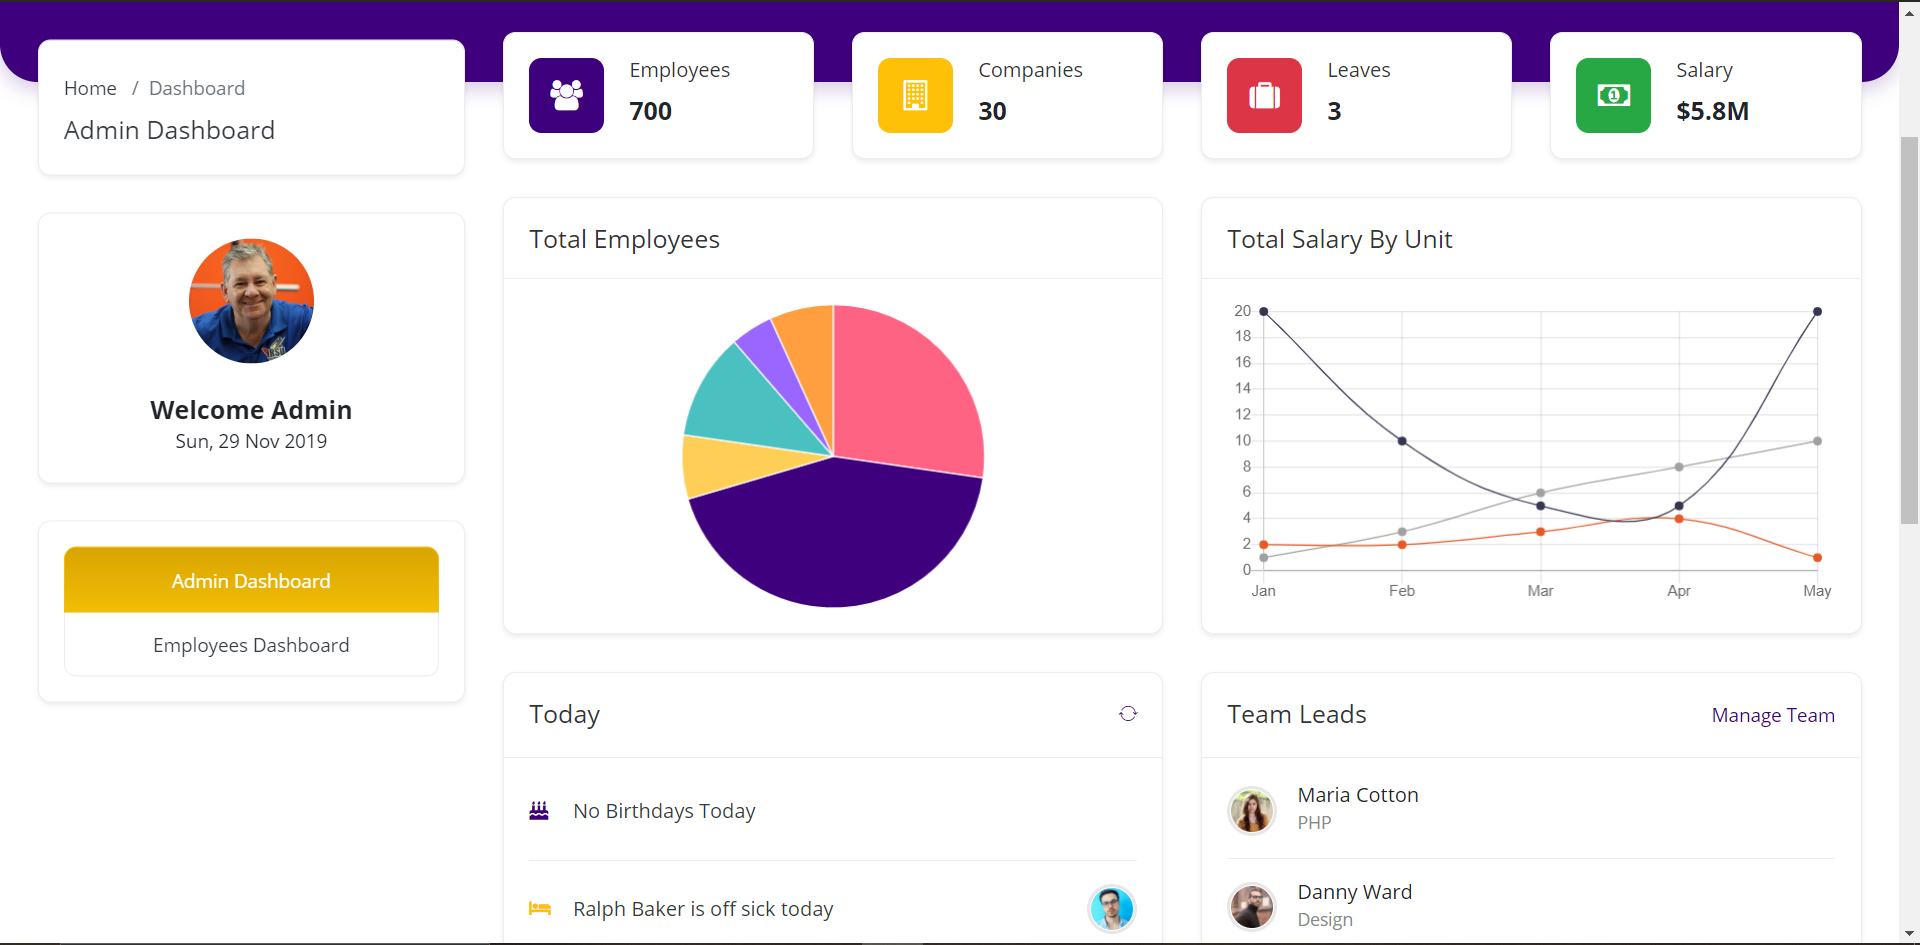 Home / Dashboard
Admin Dashboard
Welcome Admin
Sun, 29 Nov 2019
Admin Dashboard
Employees Dashboard
Employees
700
Companies
30
Leaves
3
Salary
$5.8M
Total Employees
Total Salary By Unit
20
18
16
14
12
10
8
6
4
2
0
Jan Feb Mar Apr May
Today
No Birthdays Today
Ralph Baker is off sick today
Team Leads
Manage Team
Maria Cotton
PHP
Danny Ward
Design